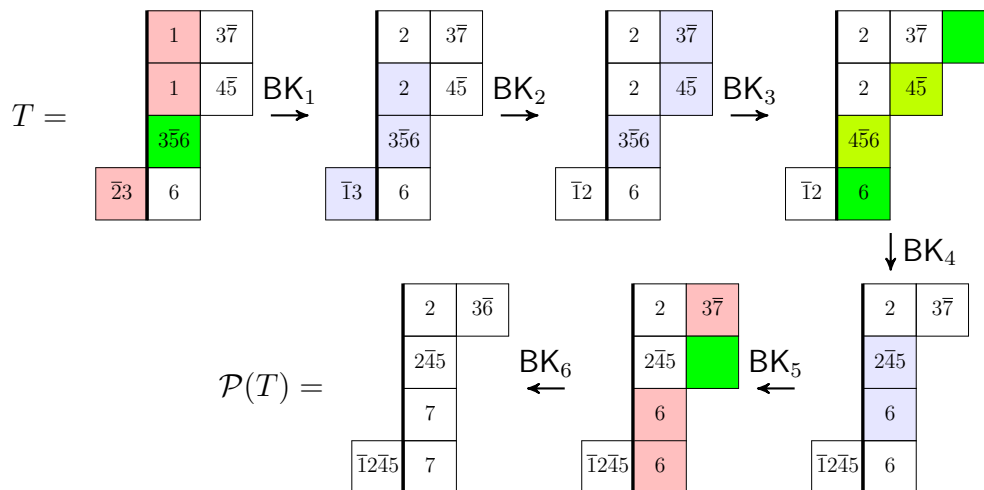 1 37̅ 2 37̅ 2 37̅ 2 37̅
1 45̅ BK₁ 2 45̅ BK₂ 2 45̅ BK₃ 2 45̅
T = 35̅6 35̅6 35̅6 45̅6
2̅3 6 1̅3 6 1̅2 6 1̅2 6
BK₄
2 36̅ 2 37̅ 2 37̅
24̅5 BK₆ 24̅5 BK₅ 24̅5
𝒫(T) = 7 6 6
1̅24̅5 7 1̅24̅5 6 1̅24̅5 6